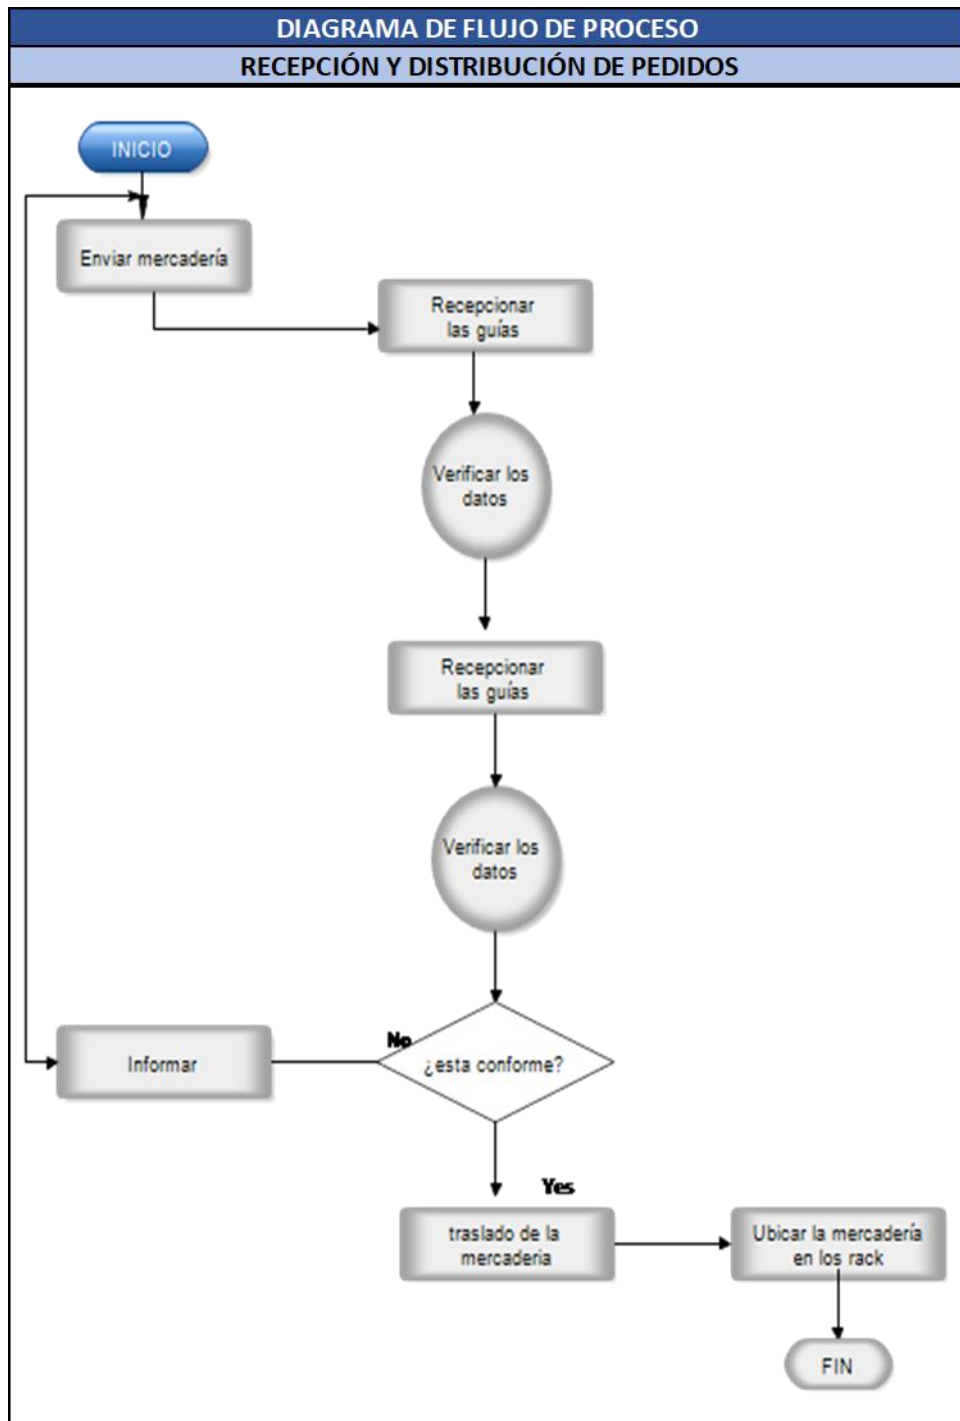 DIAGRAMA DE FLUJO DE PROCESO
RECEPCIÓN Y DISTRIBUCIÓN DE PEDIDOS
INICIO
Enviar mercadería
Recepcionar
las guías
Verificar los
datos
Recepcionar
las guías
Verificar los
datos
No
¿esta conforme?
Informar
Yes
traslado de la
mercaderia
Ubicar la mercadería
en los rack
FIN